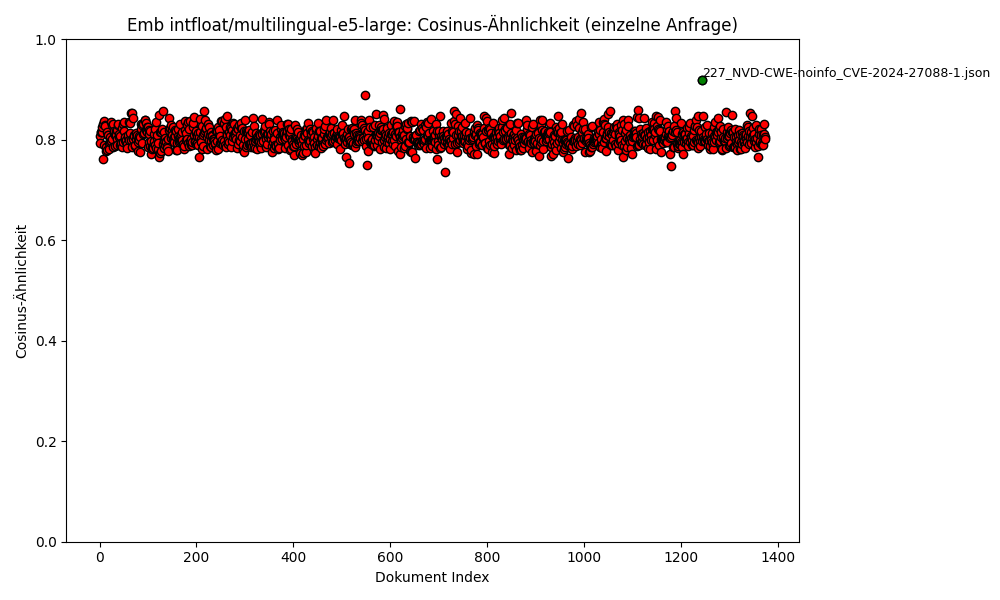 Emb intfloat/multilingual-e5-large: Cosinus-Ähnlichkeit (einzelne Anfrage)
1.0
227_NVD-CWE-noinfo_CVE-2024-27088-1.json
0.8
0.6
Cosinus-Ähnlichkeit
0.4
0.2
0.0
0 200 400 600 800 1000 1200 1400
Dokument Index